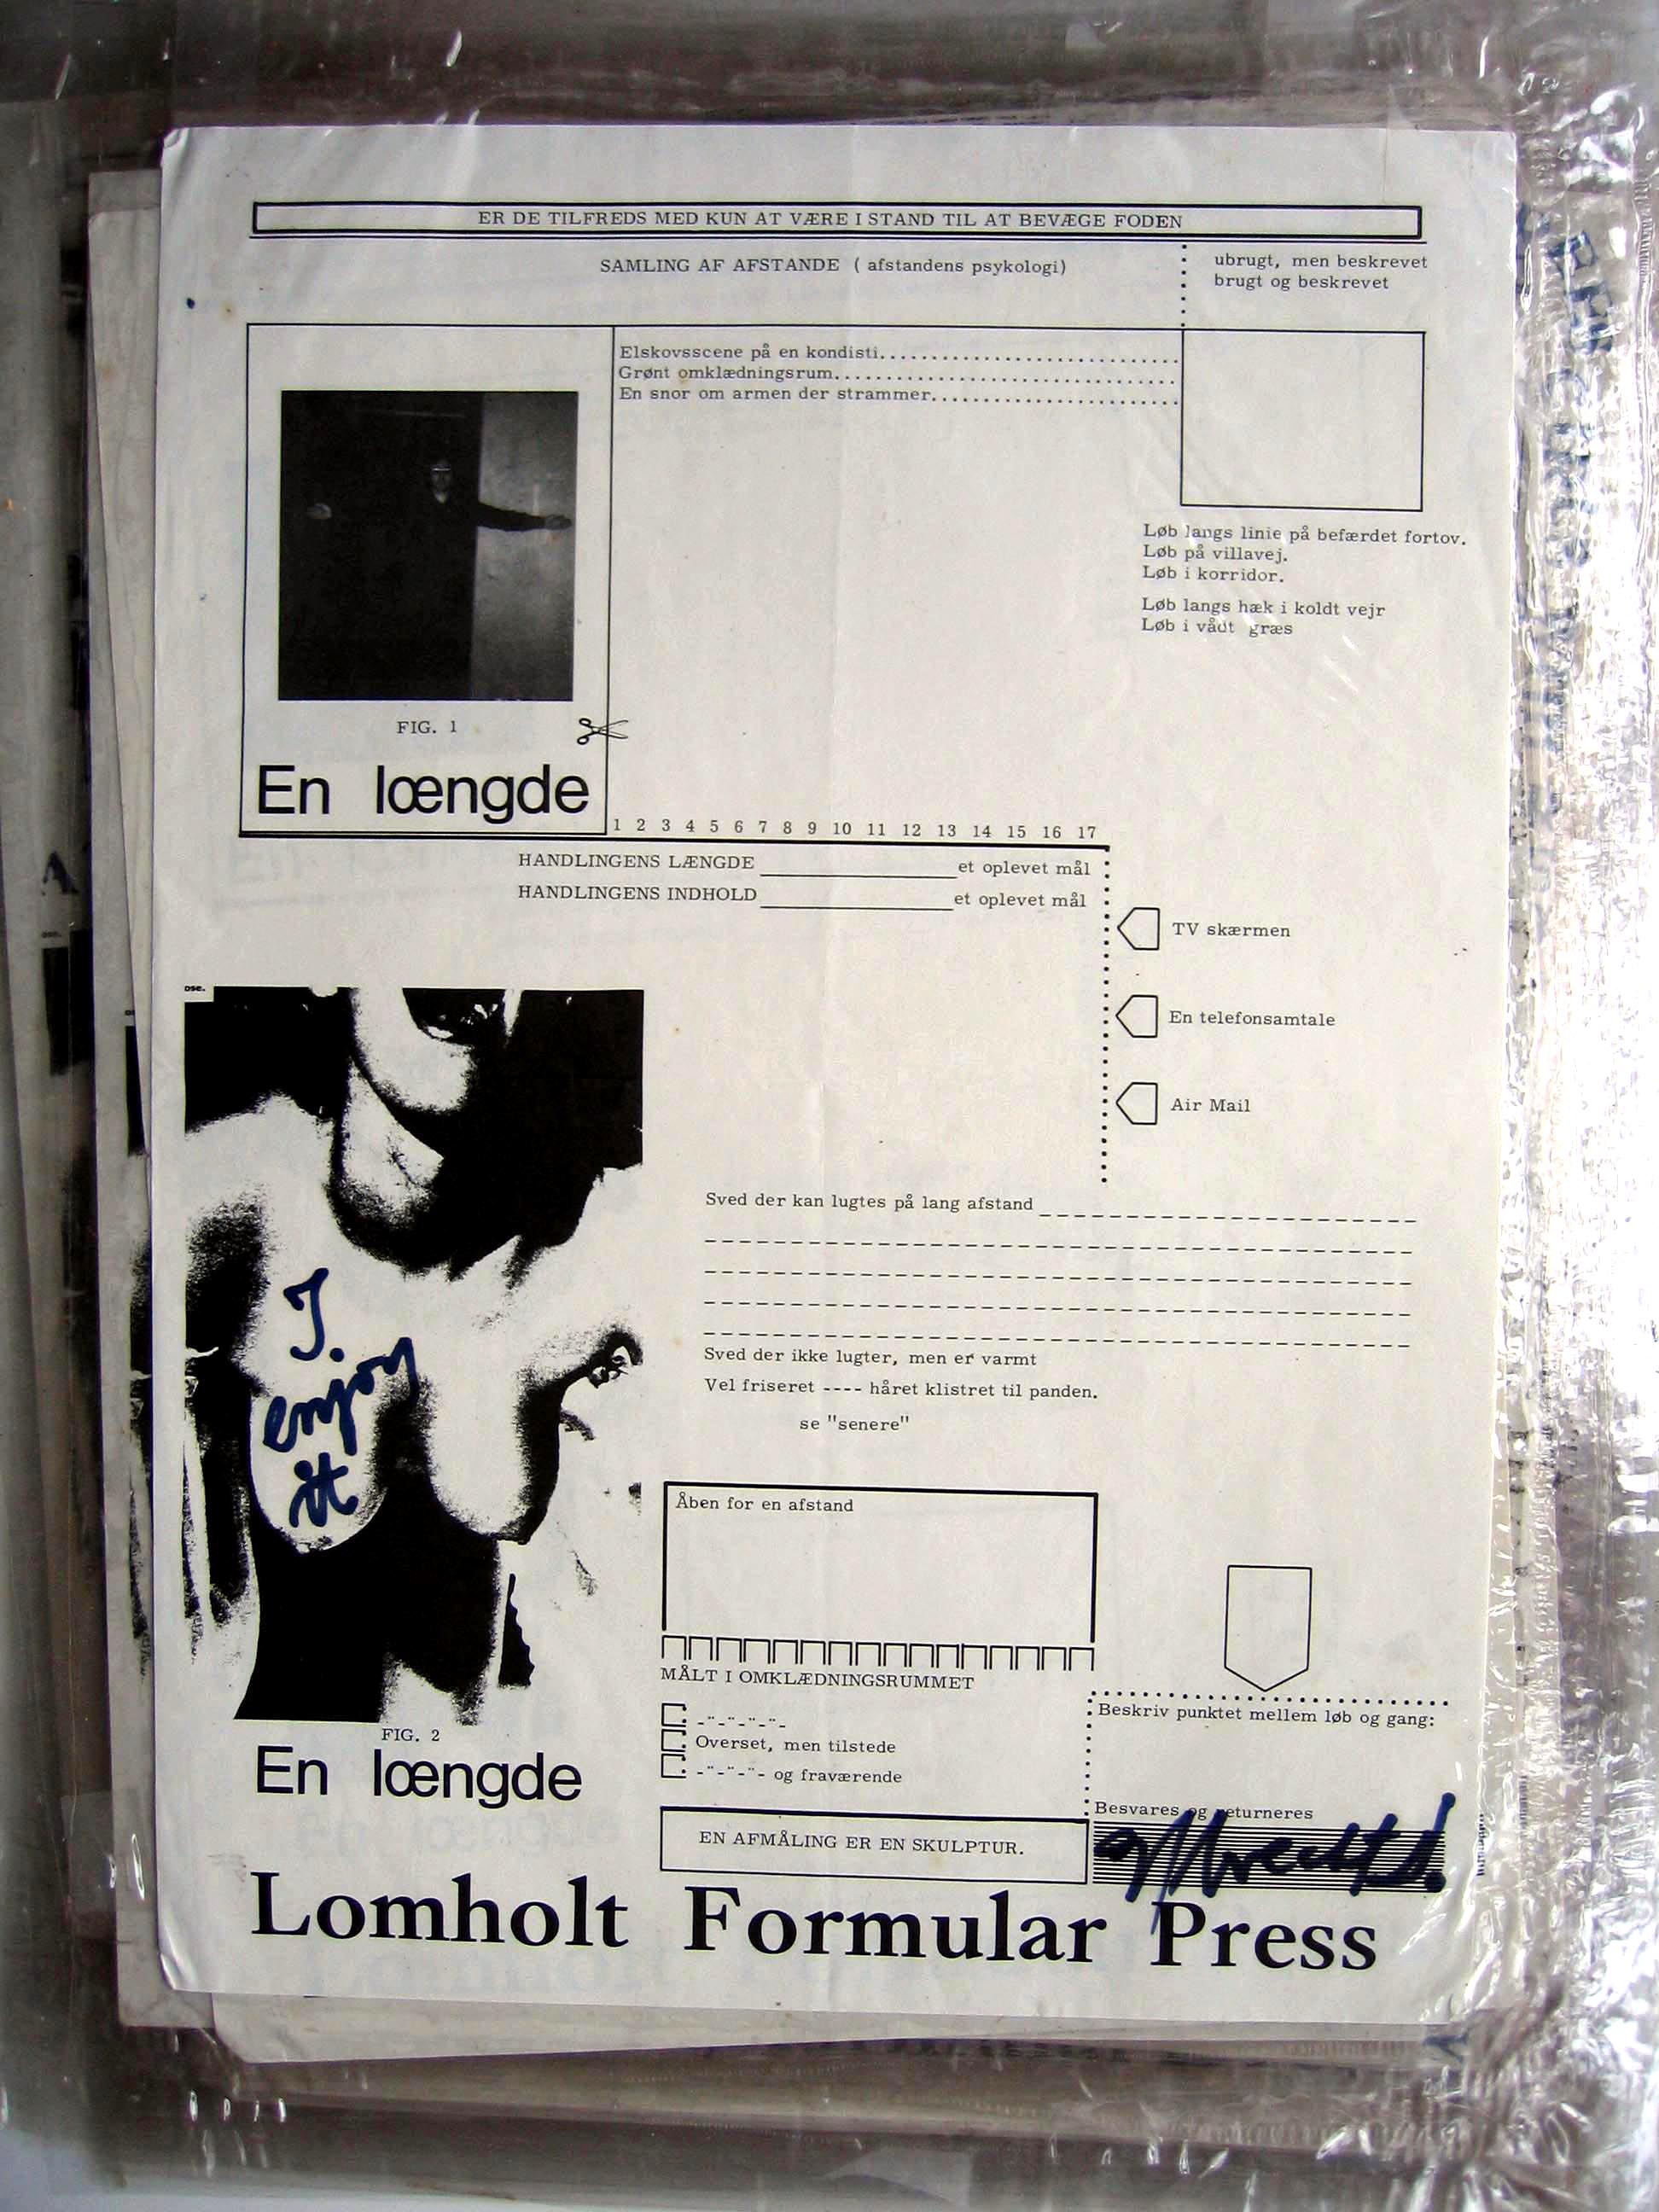 ER DE TILFREDS MED KUN AT VÆRE I STAND TIL AT BEVÆGE FODEN
SAMLING AF AFSTANDE ( afstandens psykologi)
ubrugt, men beskrevet
brugt og beskrevet
Elskovsscene på en kondisti..............................
Grønt omklædningsrum..................................
En snor om armen der strammer........................
Løb langs linie på befærdet fortov.
Løb på villavej.
Løb i korridor.
Løb langs hæk i koldt vejr
Løb i vådt græs
FIG. 1
En længde
1 2 3 4 5 6 7 8 9 10 11 12 13 14 15 16 17
HANDLINGENS LÆNGDE ______________ et oplevet mål
HANDLINGENS INDHOLD ______________ et oplevet mål
TV skærmen
En telefonsamtale
Air Mail
Sved der kan lugtes på lang afstand
Sved der ikke lugter, men er varmt
Vel friseret ---- håret klistret til panden.
se "senere"
I
enjoy
it
FIG. 2
En længde
Åben for en afstand
MÅLT I OMKLÆDNINGSRUMMET
-"-"-"-"-
Overset, men tilstede
-"-"-"- og fraværende
Beskriv punktet mellem løb og gang:
Besvares og returneres
EN AFMÅLING ER EN SKULPTUR.
Lomholt Formular Press